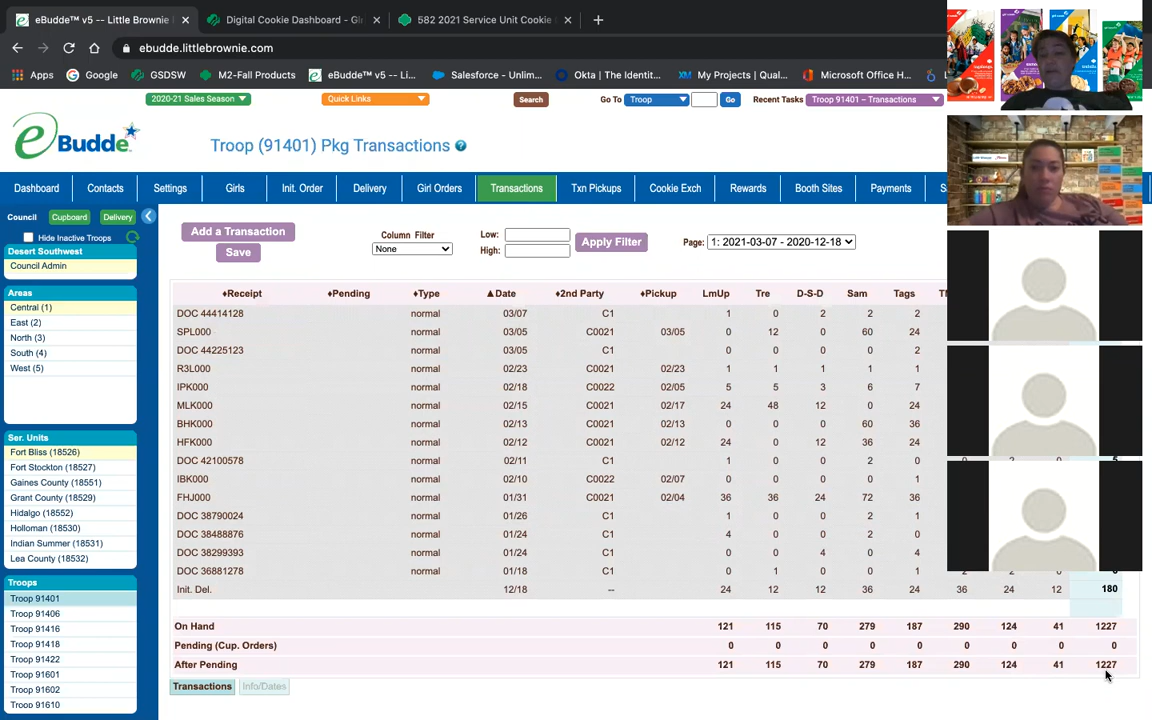 eBudde™ v5 -- Little Brownie
Digital Cookie Dashboard - Gi
582 2021 Service Unit Cookie
ebudde.littlebrownie.com
Apps Google GSDSW M2-Fall Products eBudde™ v5 -- Li... Salesforce - Unlim... Okta | The Identit... My Projects | Qual... Microsoft Office H...
2020-21 Sales Season Quick Links Search Go To Troop Go Recent Tasks Troop 91401 – Transactions
eBudde
Troop (91401) Pkg Transactions ?
Dashboard Contacts Settings Girls Init. Order Delivery Girl Orders Transactions Txn Pickups Cookie Exch Rewards Booth Sites Payments S
Council Cupboard Delivery
Hide Inactive Troops
Desert Southwest
Council Admin
Areas
Central (1)
East (2)
North (3)
South (4)
West (5)
Ser. Units
Fort Bliss (18526)
Fort Stockton (18527)
Gaines County (18551)
Grant County (18529)
Hidalgo (18552)
Holloman (18530)
Indian Summer (18531)
Lea County (18532)
Troops
Troop 91401
Troop 91406
Troop 91416
Troop 91418
Troop 91422
Troop 91601
Troop 91602
Troop 91610
Add a Transaction
Save
Column Filter
None
Low:
High:
Apply Filter
Page: 1: 2021-03-07 - 2020-12-18
♦Receipt ♦Pending ♦Type ▲Date ♦2nd Party ♦Pickup LmUp Tre D-S-D Sam Tags
DOC 44414128 normal 03/07 C1 1 0 2 2 2
SPL000 normal 03/05 C0021 03/05 0 12 0 60 24
DOC 44225123 normal 03/05 C1 0 0 0 0 2
R3L000 normal 02/23 C0021 02/23 1 1 1 1 1
IPK000 normal 02/18 C0022 02/05 5 5 3 6 7
MLK000 normal 02/15 C0021 02/17 24 48 12 0 24
BHK000 normal 02/13 C0021 02/13 0 0 0 60 36
HFK000 normal 02/12 C0021 02/12 24 0 12 36 24
DOC 42100578 normal 02/11 C1 1 0 0 2 0
IBK000 normal 02/10 C0022 02/07 0 0 0 0 1
FHJ000 normal 01/31 C0021 02/04 36 36 24 72 36
DOC 38790024 normal 01/26 C1 1 0 0 2 1
DOC 38488876 normal 01/24 C1 4 0 0 2 0
DOC 38299393 normal 01/24 C1 0 0 4 0 4
DOC 36881278 normal 01/18 C1 0 1 0 0 1
Init. Del. 12/18 -- 24 12 12 36 24 36 24 12 180
On Hand 121 115 70 279 187 290 124 41 1227
Pending (Cup. Orders) 0 0 0 0 0 0 0 0 0
After Pending 121 115 70 279 187 290 124 41 1227
Transactions Info/Dates